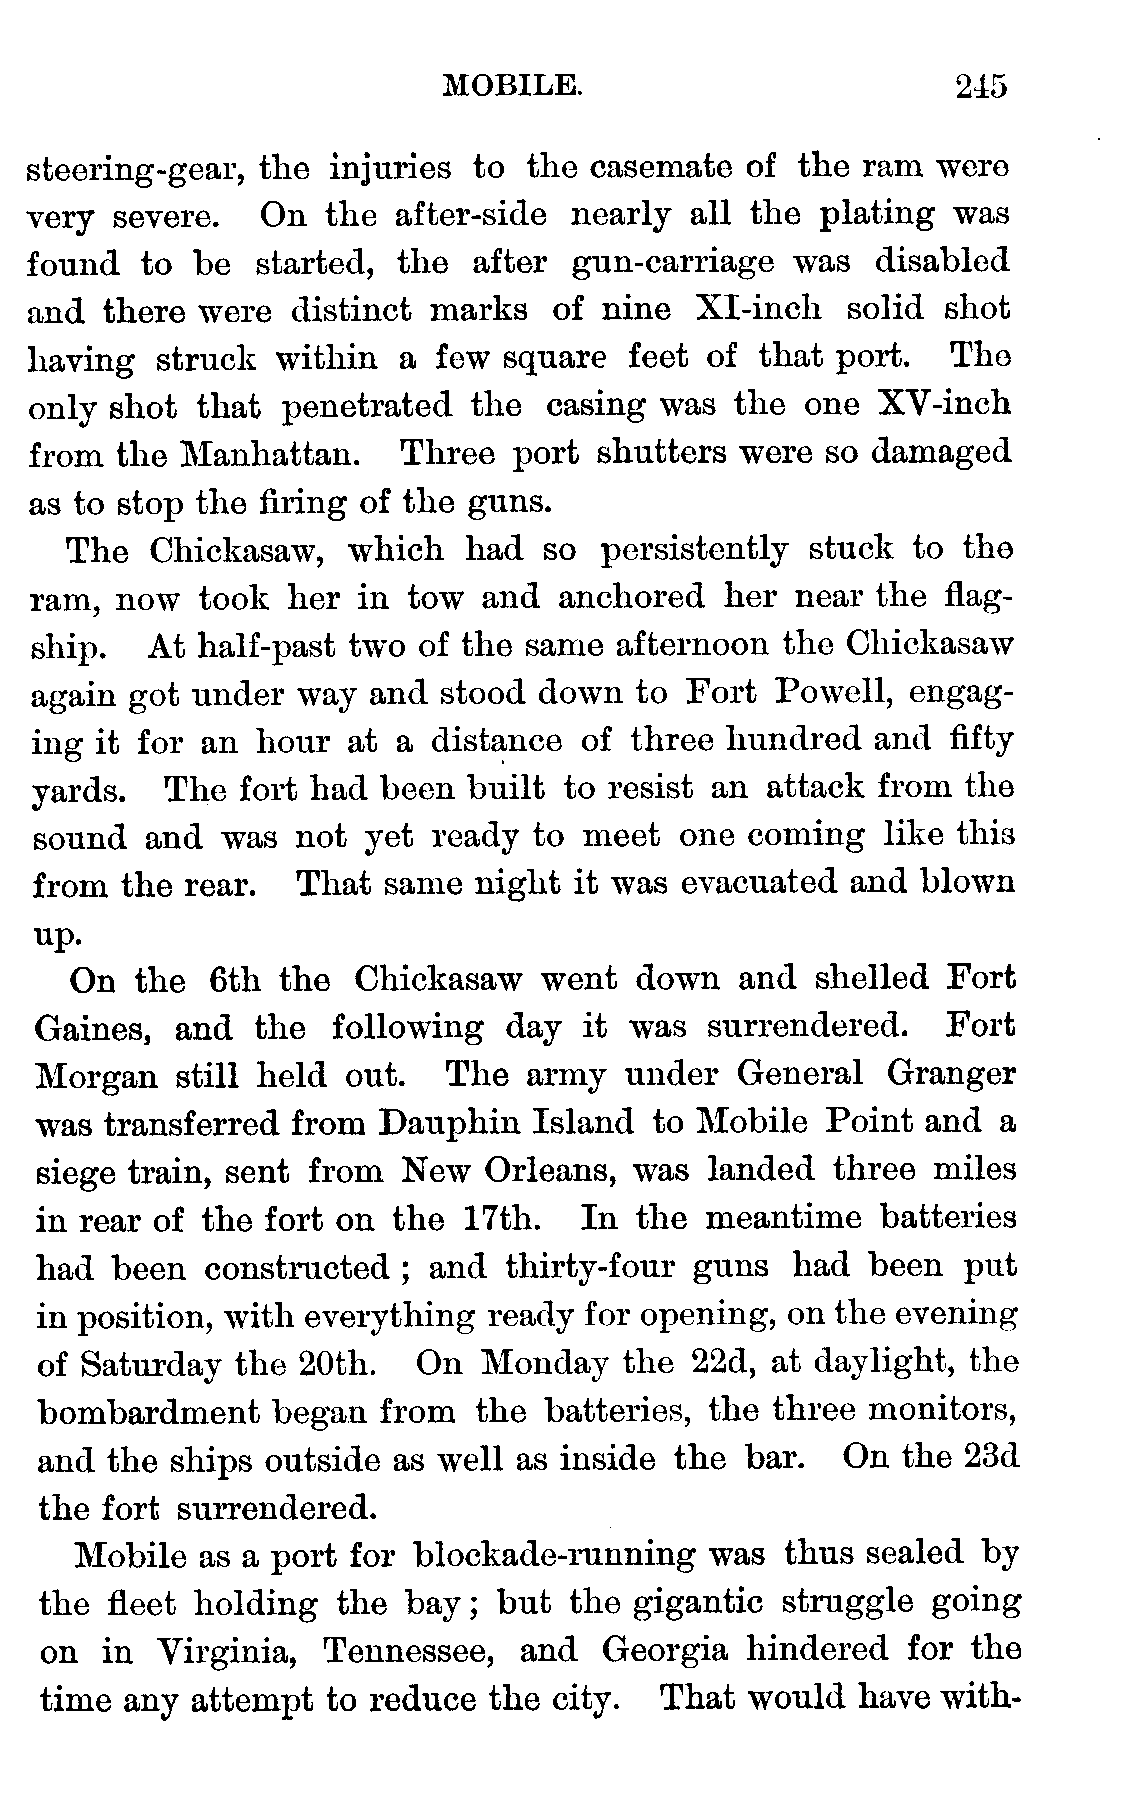 MOBILE. 245
steering-gear, the injuries to the casemate of the ram were
very severe. On the after-side nearly all the plating was
found to be started, the after gun-carriage was disabled
and there were distinct marks of nine XI-inch solid shot
having struck within a few square feet of that port. The
only shot that penetrated the casing was the one XV-inch
from the Manhattan. Three port shutters were so damaged
as to stop the firing of the guns.
The Chickasaw, which had so persistently stuck to the
ram, now took her in tow and anchored her near the flag-
ship. At half-past two of the same afternoon the Chickasaw
again got under way and stood down to Fort Powell, engag-
ing it for an hour at a distance of three hundred and fifty
yards. The fort had been built to resist an attack from the
sound and was not yet ready to meet one coming like this
from the rear. That same night it was evacuated and blown
up.
On the 6th the Chickasaw went down and shelled Fort
Gaines, and the following day it was surrendered. Fort
Morgan still held out. The army under General Granger
was transferred from Dauphin Island to Mobile Point and a
siege train, sent from New Orleans, was landed three miles
in rear of the fort on the 17th. In the meantime batteries
had been constructed ; and thirty-four guns had been put
in position, with everything ready for opening, on the evening
of Saturday the 20th. On Monday the 22d, at daylight, the
bombardment began from the batteries, the three monitors,
and the ships outside as well as inside the bar. On the 23d
the fort surrendered.
Mobile as a port for blockade-running was thus sealed by
the fleet holding the bay ; but the gigantic struggle going
on in Virginia, Tennessee, and Georgia hindered for the
time any attempt to reduce the city. That would have with-